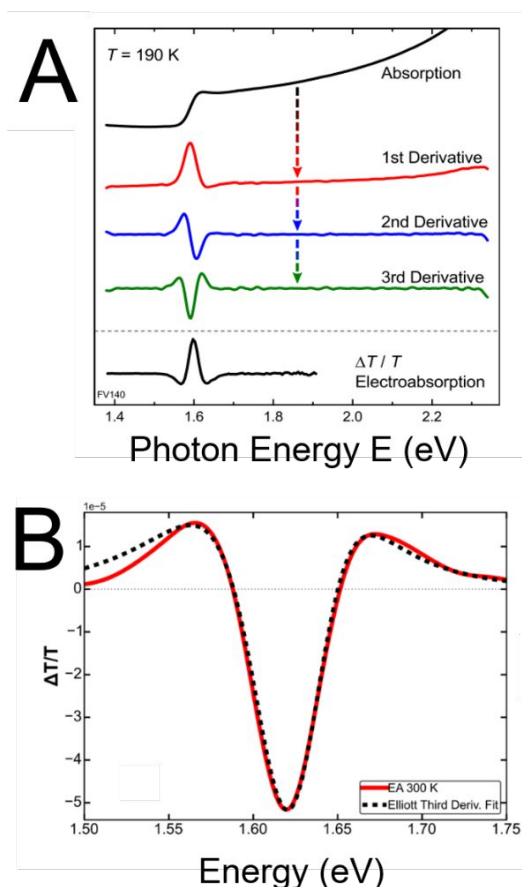 A
T = 190 K
Absorption
1st Derivative
2nd Derivative
3rd Derivative
ΔT / T
Electroabsorption
FV140
1.4 1.6 1.8 2.0 2.2
Photon Energy E (eV)
B
1e-5
1
0
−1
−2
−3
−4
−5
ΔT/T
EA 300 K
Elliott Third Deriv. Fit
1.50 1.55 1.60 1.65 1.70 1.75
Energy (eV)